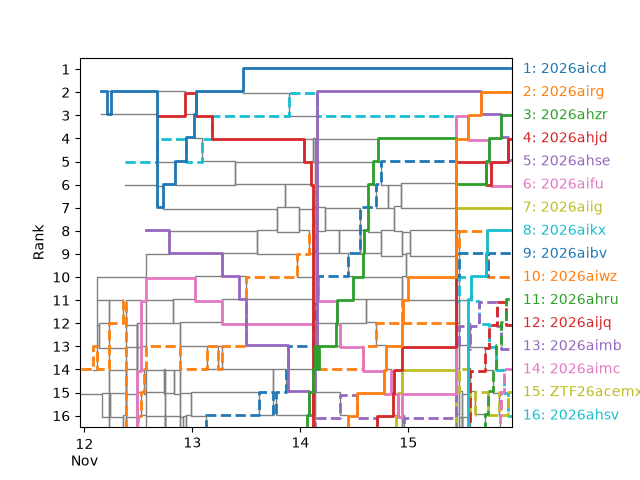 1
2
3
4
5
6
7
8
9
10
11
12
13
14
15
16
Rank
12
13
14
15
Nov
1: 2026aicd
2: 2026airg
3: 2026ahzr
4: 2026ahjd
5: 2026ahse
6: 2026aifu
7: 2026aiig
8: 2026aikx
9: 2026aibv
10: 2026aiwz
11: 2026ahru
12: 2026aijq
13: 2026aimb
14: 2026aimc
15: ZTF26acemx
16: 2026ahsv